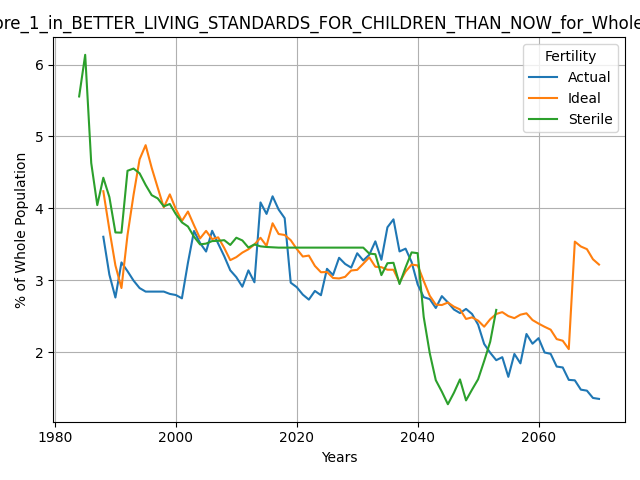 ore_1_in_BETTER_LIVING_STANDARDS_FOR_CHILDREN_THAN_NOW_for_Whole
Fertility
Actual
Ideal
Sterile
% of Whole Population
6
5
4
3
2
1980 2000 2020 2040 2060
Years